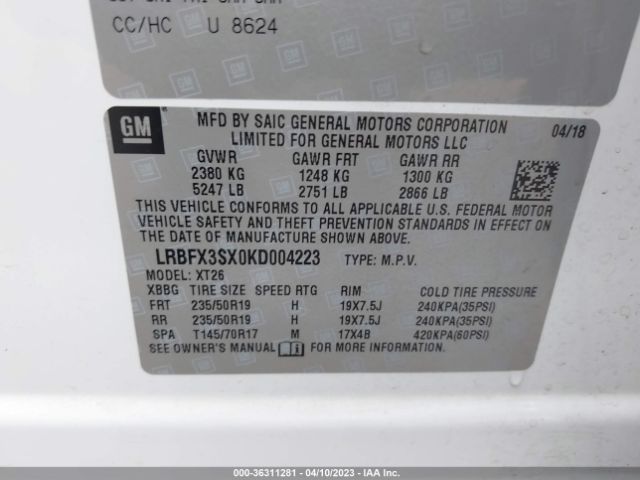 CC/HC U 8624
GM
MFD BY SAIC GENERAL MOTORS CORPORATION 04/18
LIMITED FOR GENERAL MOTORS LLC
GVWR GAWR FRT GAWR RR
2380 KG 1248 KG 1300 KG
5247 LB 2751 LB 2866 LB
THIS VEHICLE CONFORMS TO ALL APPLICABLE U.S. FEDERAL MOTOR
VEHICLE SAFETY AND THEFT PREVENTION STANDARDS IN EFFECT ON
THE DATE OF MANUFACTURE SHOWN ABOVE.
LRBFX3SX0KD004223 TYPE: M.P.V.
MODEL: XT26
XBBG TIRE SIZE SPEED RTG RIM COLD TIRE PRESSURE
FRT 235/50R19 H 19X7.5J 240KPA(35PSI)
RR 235/50R19 H 19X7.5J 240KPA(35PSI)
SPA T145/70R17 M 17X4B 420KPA(60PSI)
SEE OWNER'S MANUAL FOR MORE INFORMATION
000-36311281 - 04/10/2023 - IAA Inc.